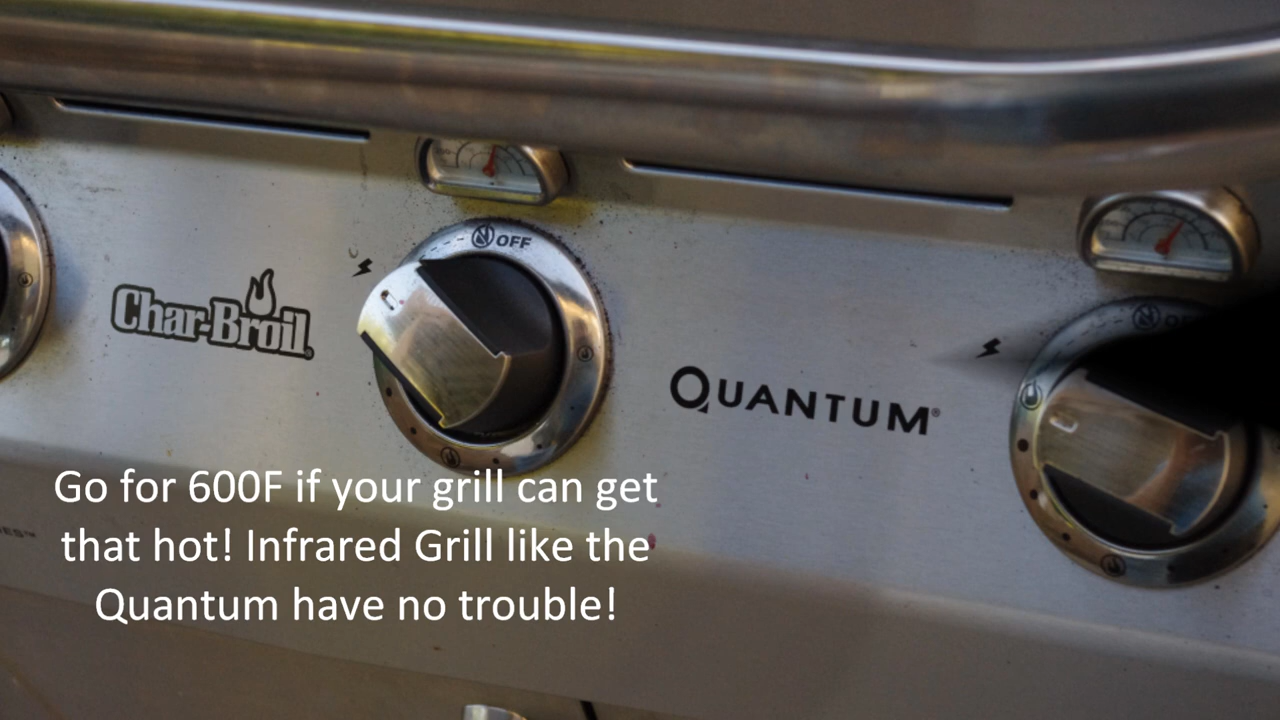 OFF
Char-Broil
QUANTUM®
Go for 600F if your grill can get
that hot! Infrared Grill like the
Quantum have no trouble!